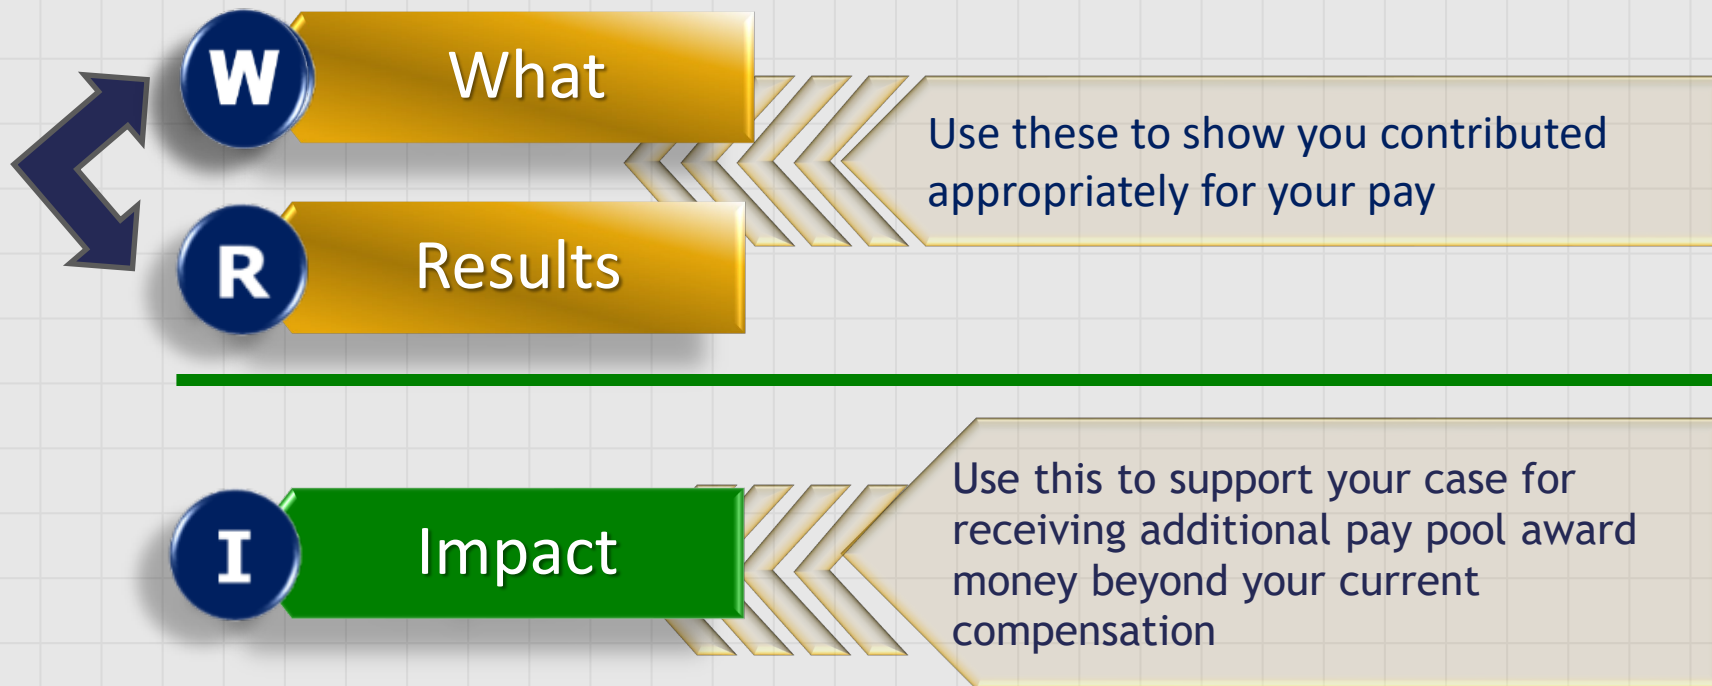 W
What
Use these to show you contributed
appropriately for your pay
R
Results
I
Impact
Use this to support your case for
receiving additional pay pool award
money beyond your current
compensation